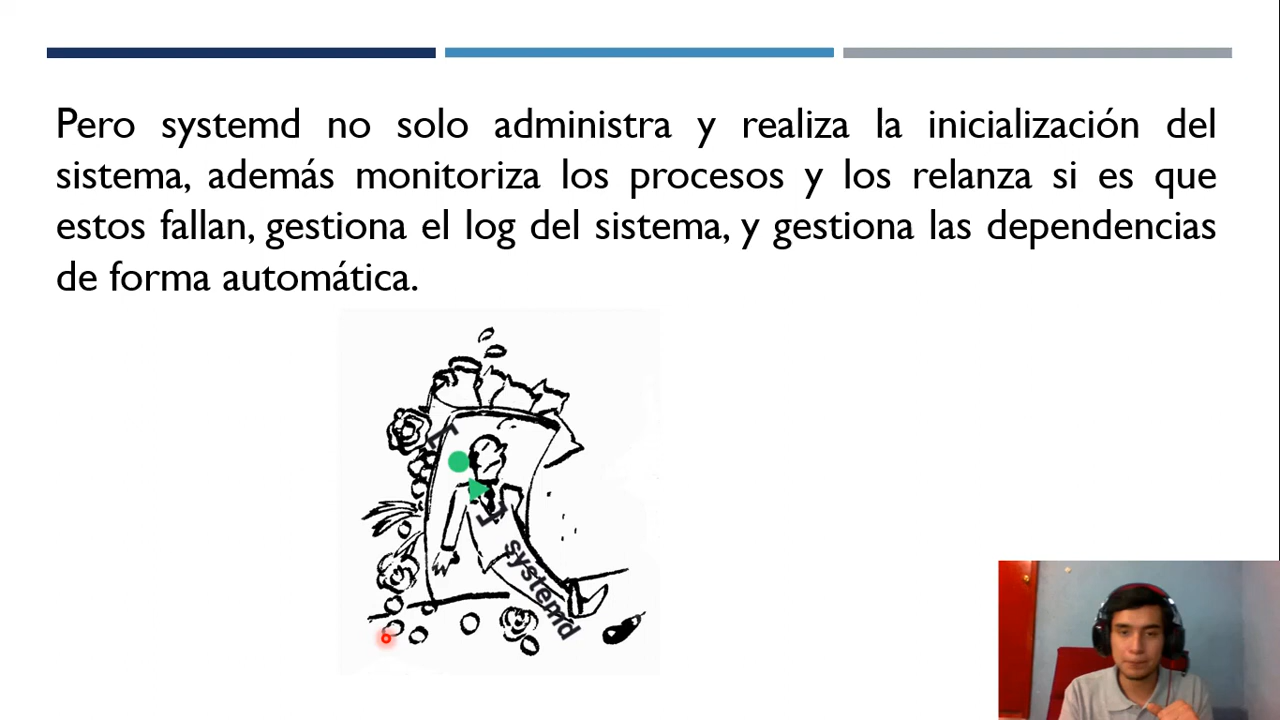 Pero systemd no solo administra y realiza la inicialización del
sistema, además monitoriza los procesos y los relanza si es que
estos fallan, gestiona el log del sistema, y gestiona las dependencias
de forma automática.
systemd